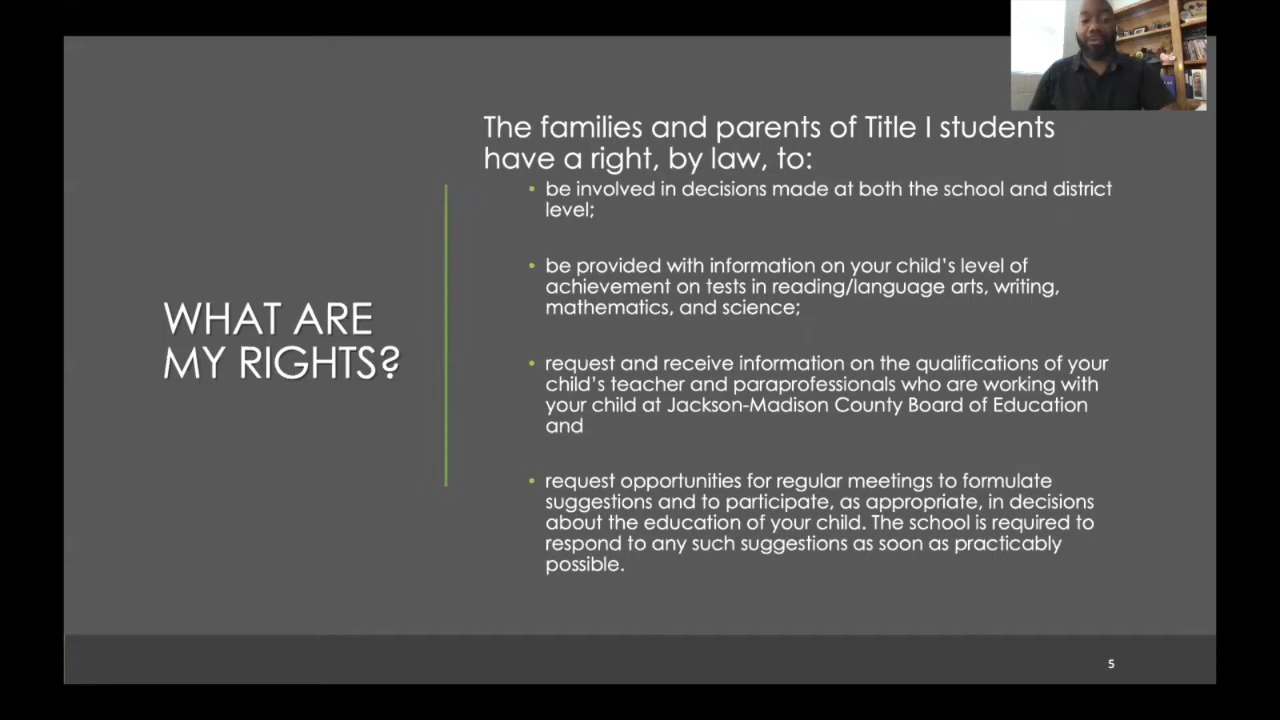 WHAT ARE
MY RIGHTS?
The families and parents of Title I students
have a right, by law, to:
• be involved in decisions made at both the school and district
level;
• be provided with information on your child’s level of
achievement on tests in reading/language arts, writing,
mathematics, and science;
• request and receive information on the qualifications of your
child’s teacher and paraprofessionals who are working with
your child at Jackson-Madison County Board of Education
and
• request opportunities for regular meetings to formulate
suggestions and to participate, as appropriate, in decisions
about the education of your child. The school is required to
respond to any such suggestions as soon as practicably
possible.
5